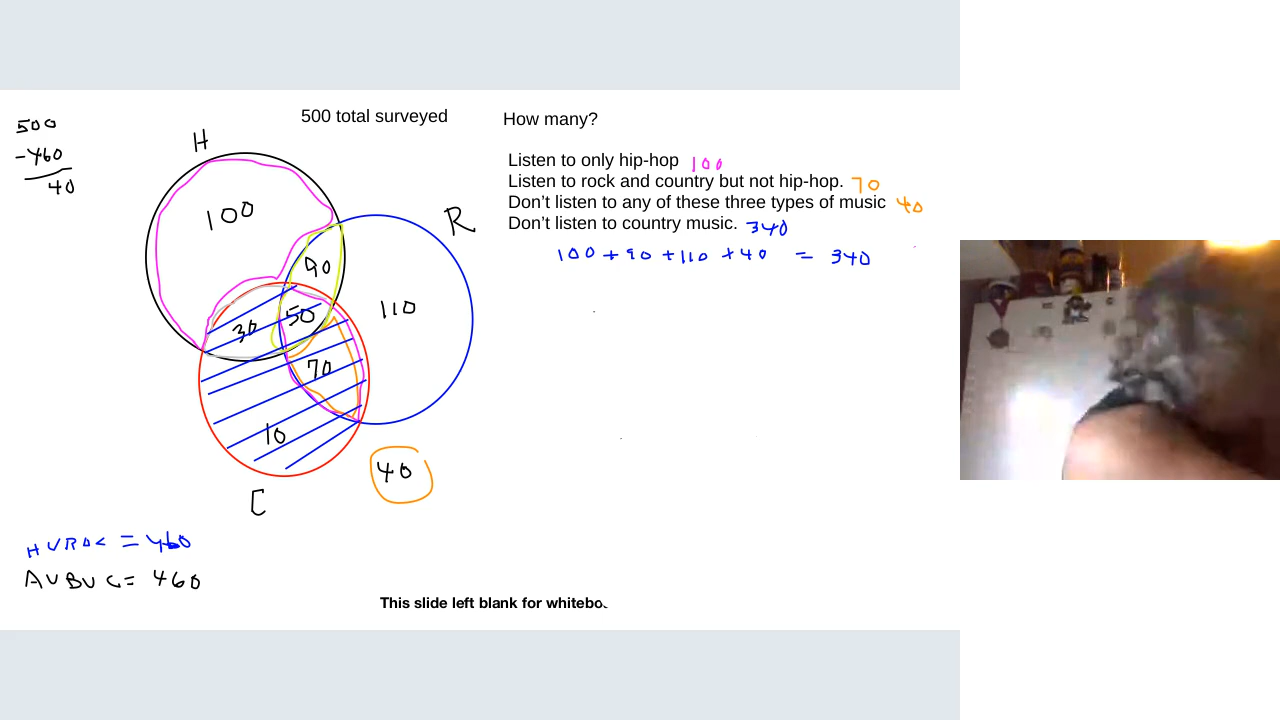 500 total surveyed
How many?
500
-460
40
H
R
C
100
90
110
30
50
70
10
40
Listen to only hip-hop 100
Listen to rock and country but not hip-hop. 70
Don't listen to any of these three types of music 40
Don't listen to country music. 340
100 + 90 + 110 + 40 = 340
= 460
A∪B∪C= 460
This slide left blank for whitebo